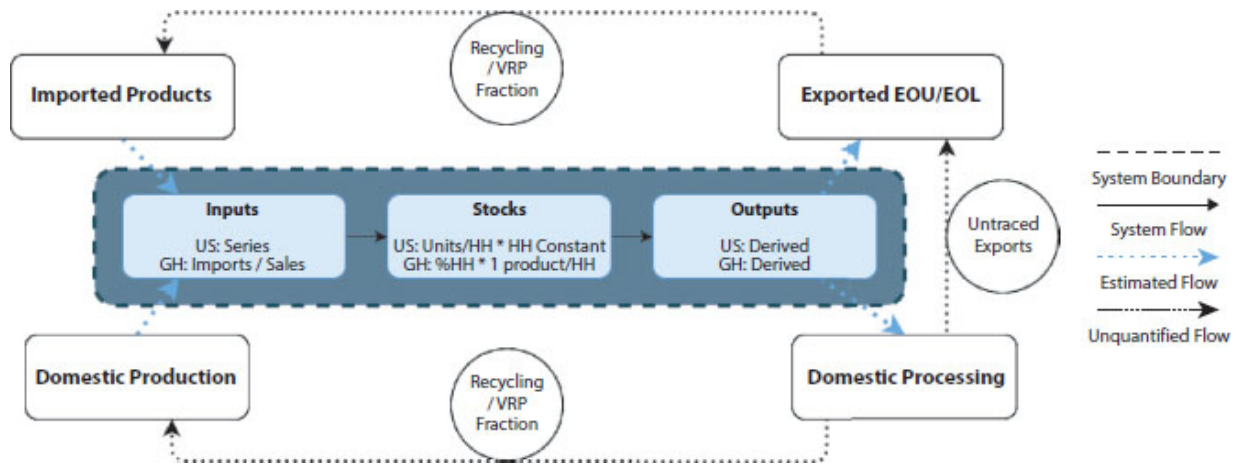 Recycling
/ VRP
Fraction
Imported Products
Exported EOU/EOL
Inputs
US: Series
GH: Imports / Sales
Stocks
US: Units/HH * HH Constant
GH: %HH * 1 product/HH
Outputs
US: Derived
GH: Derived
Untraced
Exports
System Boundary
System Flow
Estimated Flow
Unquantified Flow
Domestic Production
Recycling
/ VRP
Fraction
Domestic Processing